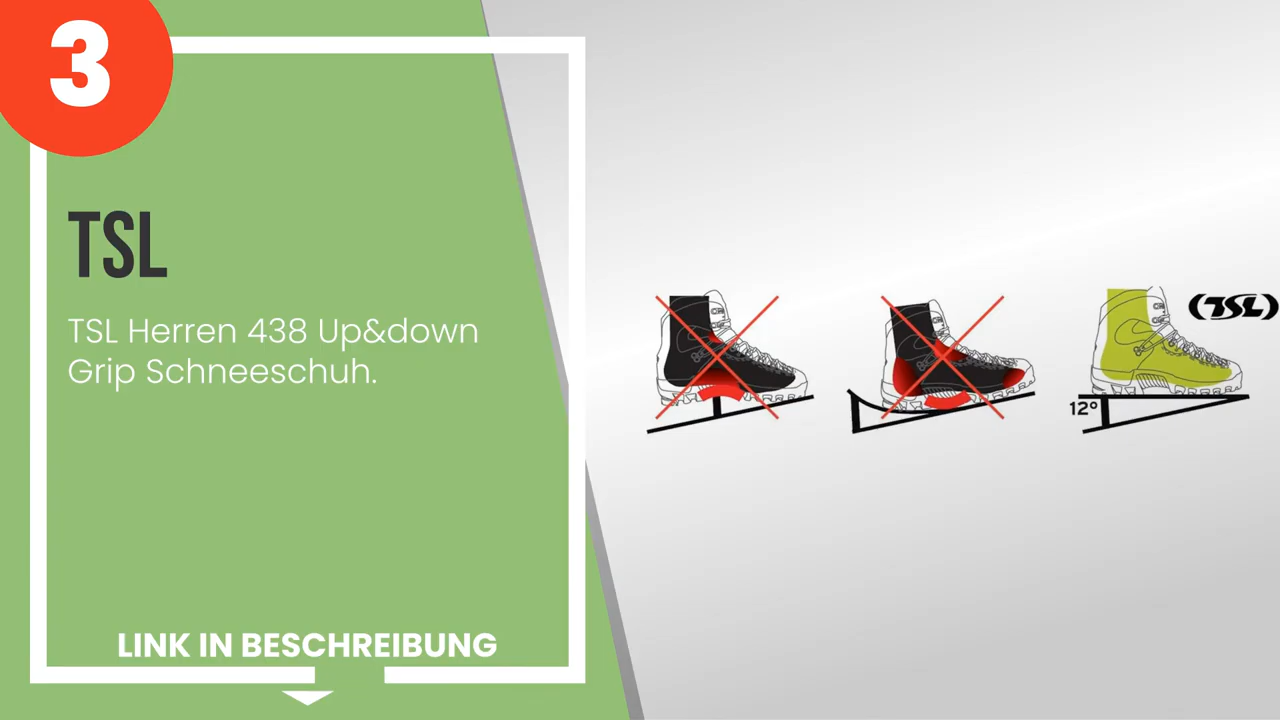 3
TSL
TSL Herren 438 Up&down
Grip Schneeschuh.
LINK IN BESCHREIBUNG
(TSL)
12°